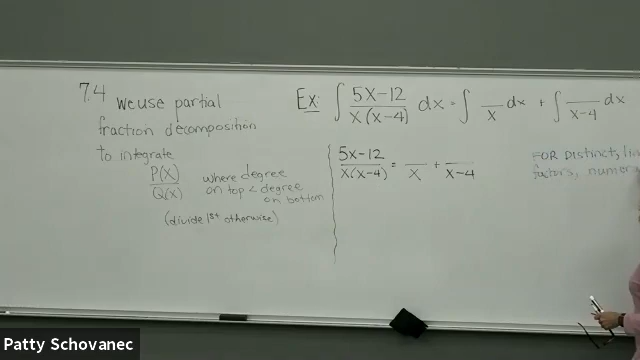 7.4 We use partial
fraction decomposition
to integrate
P(X)/Q(X) where degree
on top < degree
on bottom
(divide 1st otherwise)
Ex: ∫ 5X-12/X(X-4) dx = ∫ /X dx + ∫ /X-4 dx
5X-12/X(X-4) = /X + /X-4
FOR DISTINCT,
factors,
Patty Schovanec